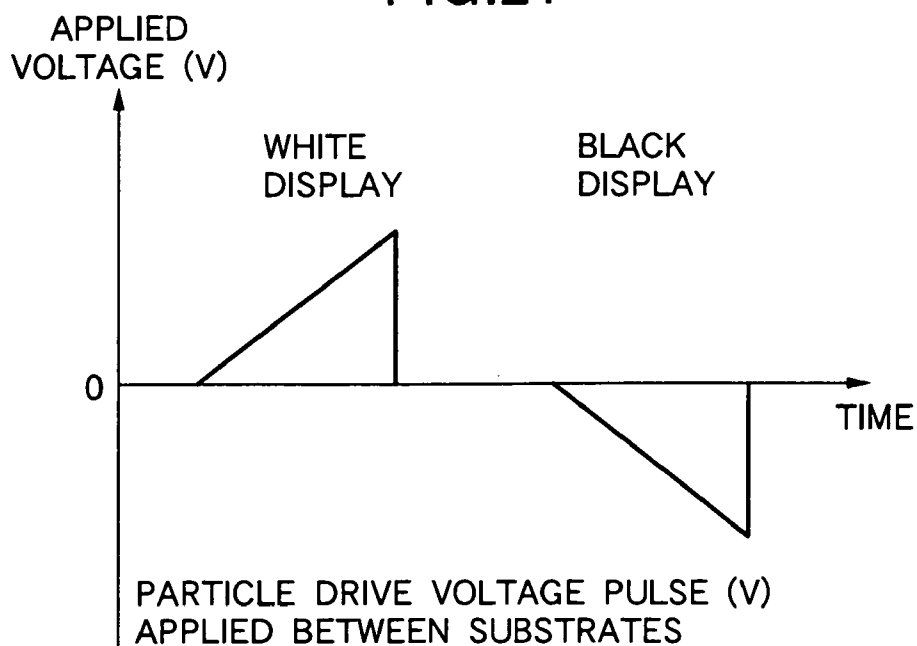 APPLIED
VOLTAGE (V)
WHITE
DISPLAY
BLACK
DISPLAY
0
TIME
PARTICLE DRIVE VOLTAGE PULSE (V)
APPLIED BETWEEN SUBSTRATES